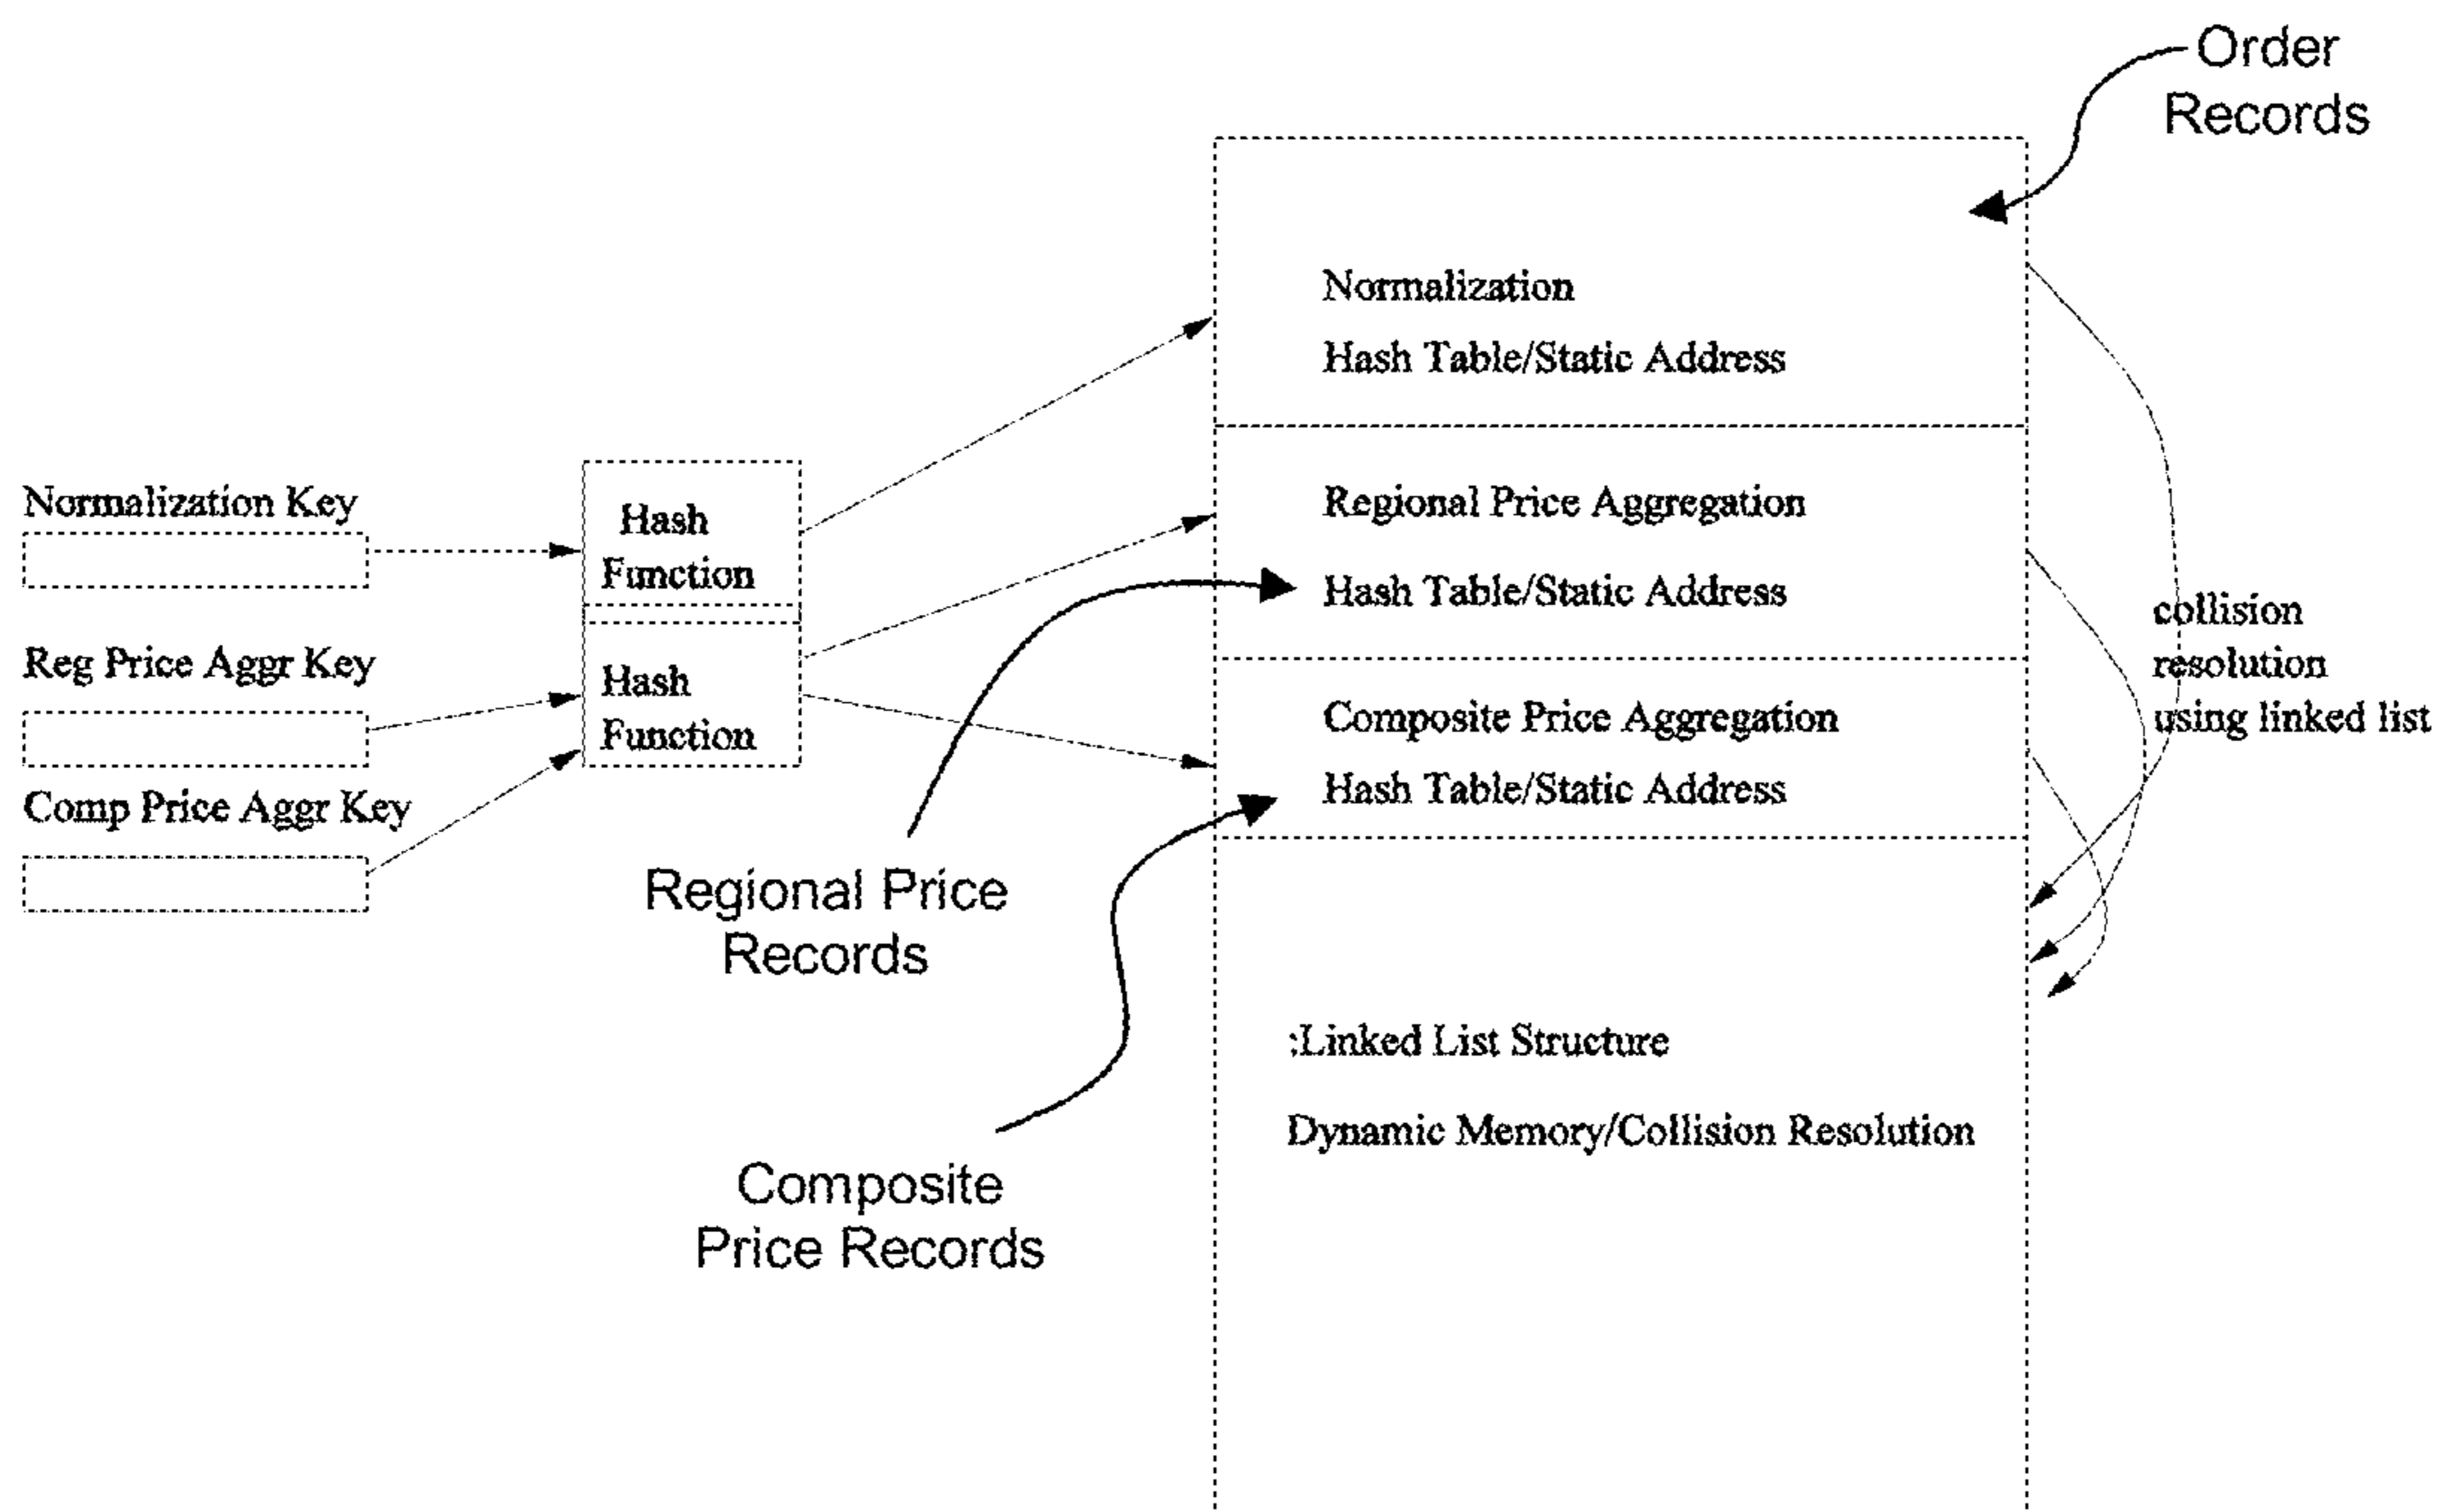 Order
Records
Normalization
Hash Table/Static Address
Normalization Key
Hash
Function
Regional Price Aggregation
Hash Table/Static Address
collision
resolution
using linked list
Reg Price Aggr Key
Hash
Function
Composite Price Aggregation
Hash Table/Static Address
Comp Price Aggr Key
Regional Price
Records
:Linked List Structure
Dynamic Memory/Collision Resolution
Composite
Price Records